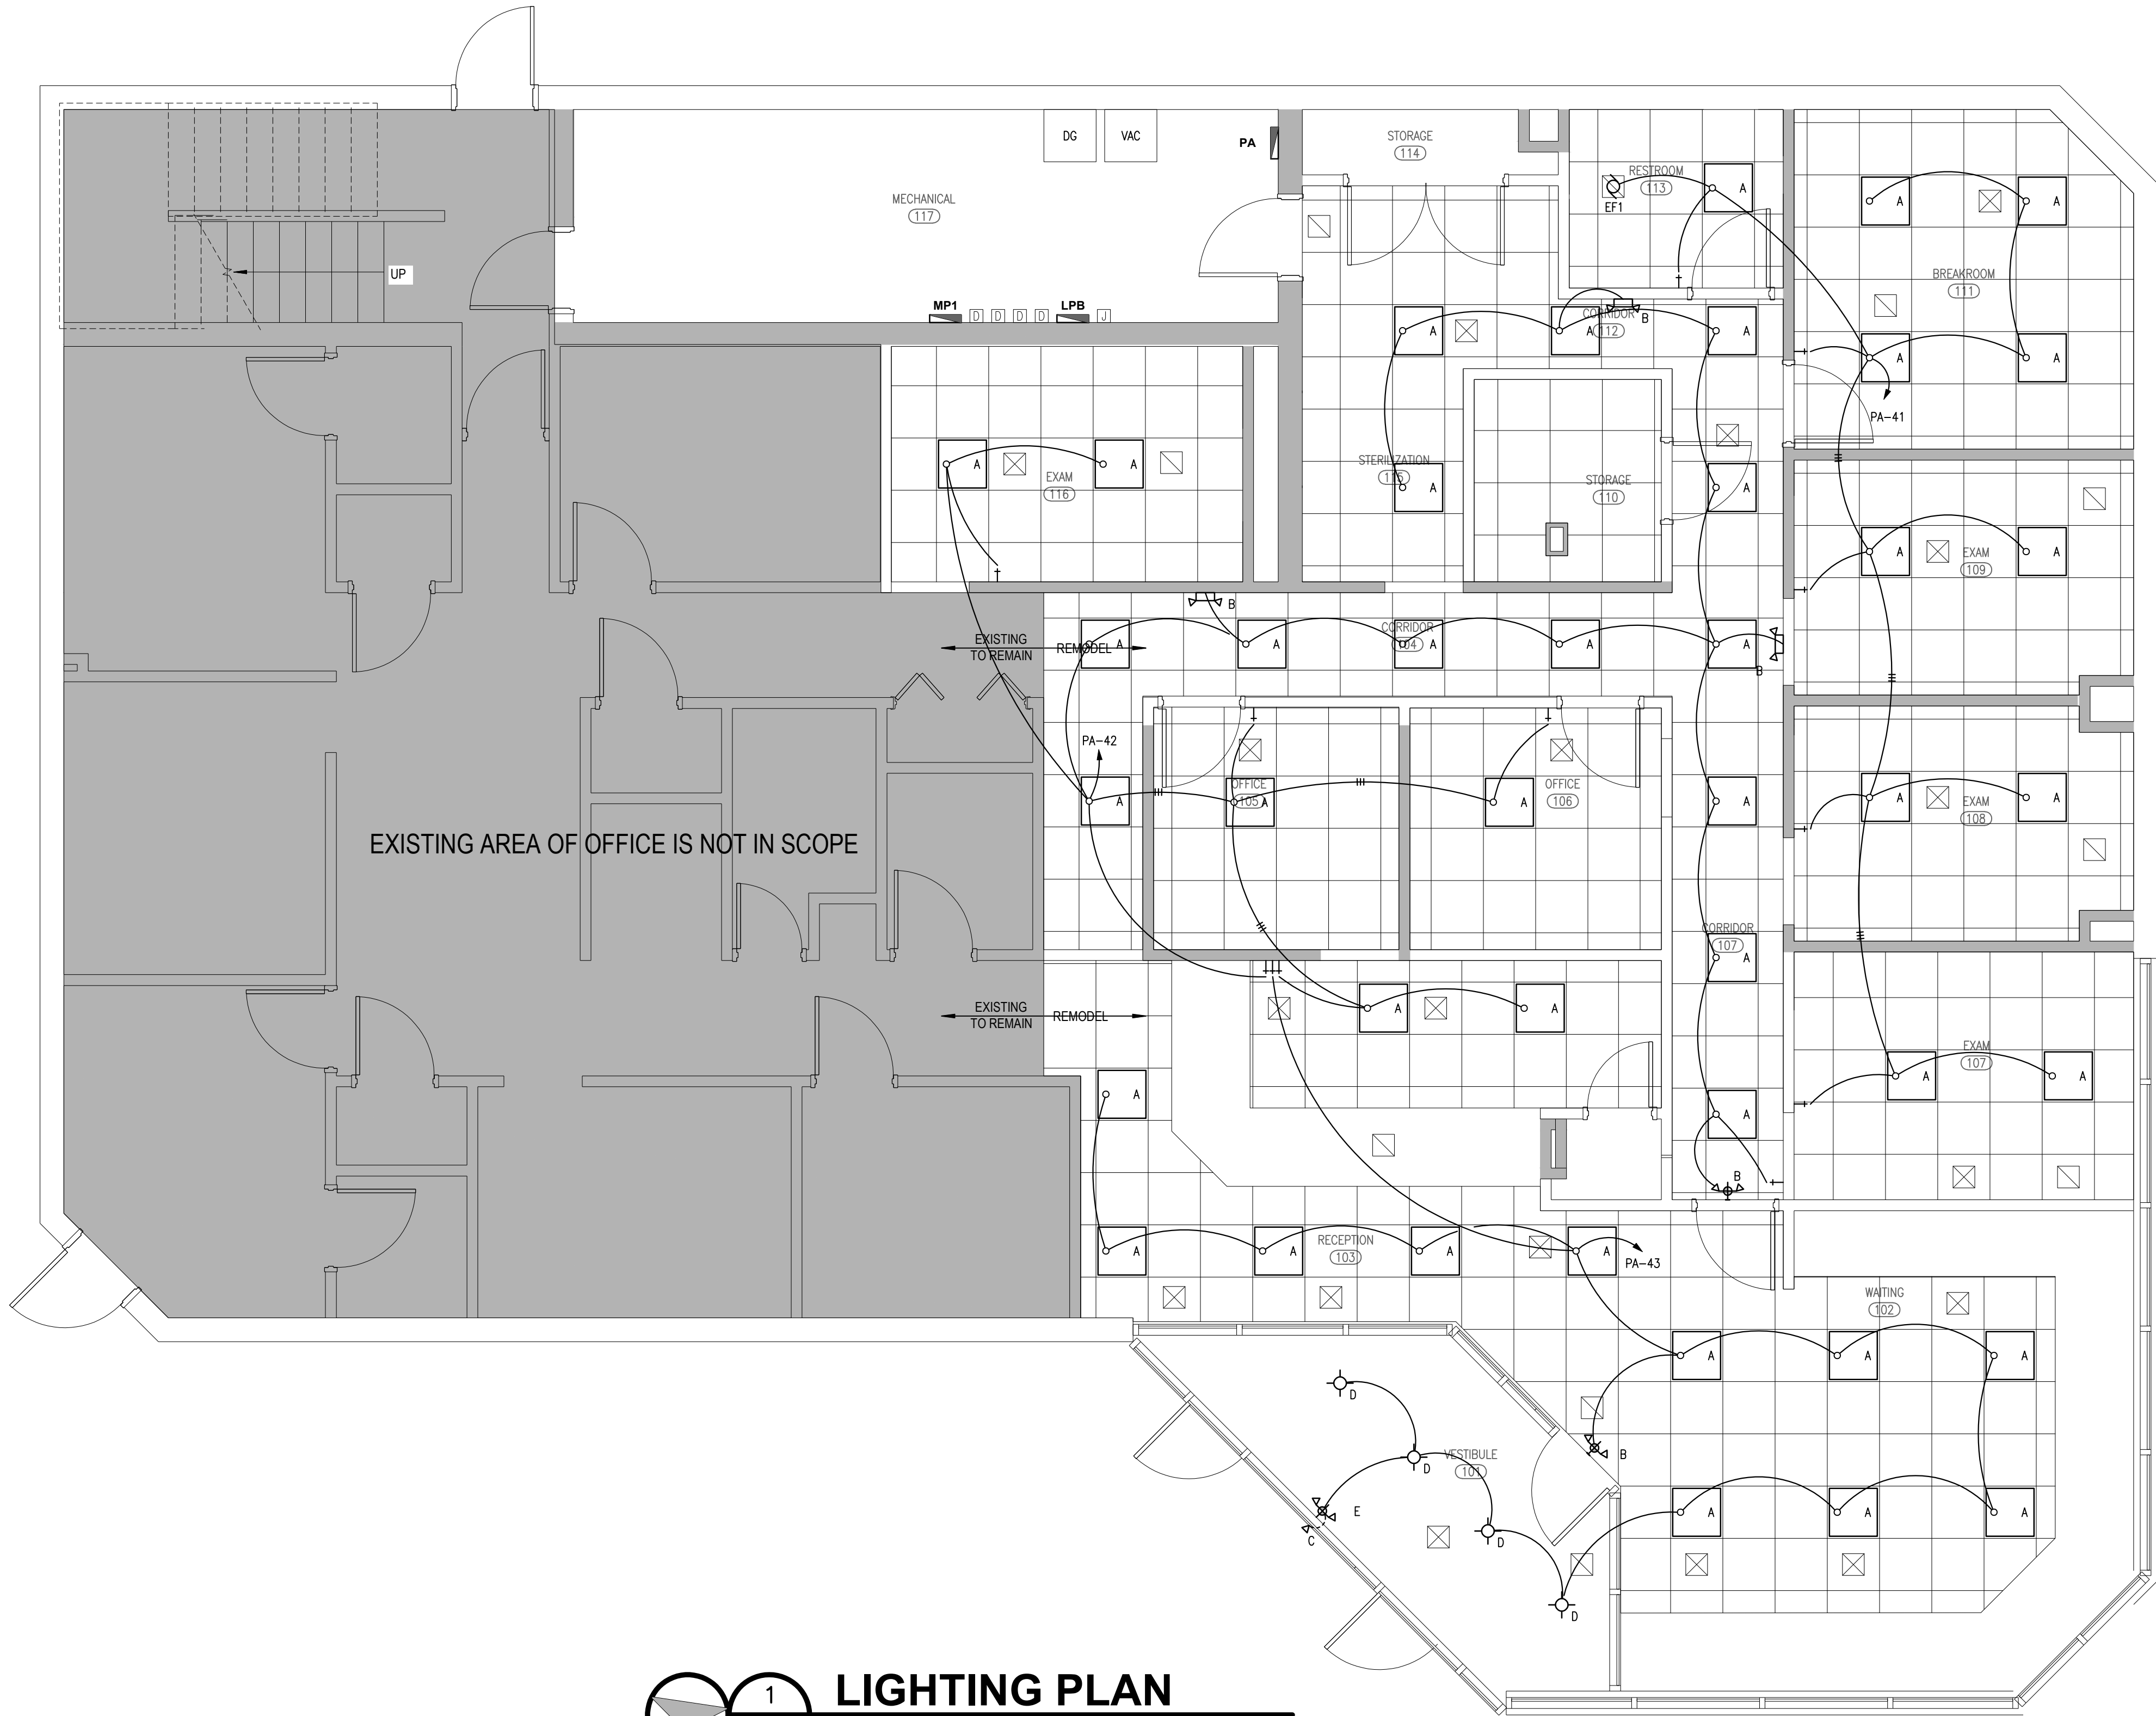 DG
VAC
PA
STORAGE
114
RESTROOM
113
A
EF1
MECHANICAL
117
UP
A
A
BREAKROOM
111
MP1
D
D
D
D
LPB
J
A
A
A
CORRIDOR
112
B
A
A
PA-41
A
A
EXAM
116
STERILIZATION
115
A
STORAGE
110
A
A
A
EXAM
109
B
EXISTING
TO REMAIN
REMODEL
A
A
CORRIDOR
104
A
A
A
B
PA-42
A
OFFICE
105
A
OFFICE
106
A
A
A
A
EXAM
108
EXISTING AREA OF OFFICE IS NOT IN SCOPE
CORRIDOR
107
A
EXISTING
TO REMAIN
REMODEL
A
A
EXAM
107
A
A
A
A
B
A
RECEPTION
103
A
A
A
PA-43
WAITING
102
A
A
A
D
D
VESTIBULE
101
B
E
C
D
D
A
A
A
1
LIGHTING PLAN